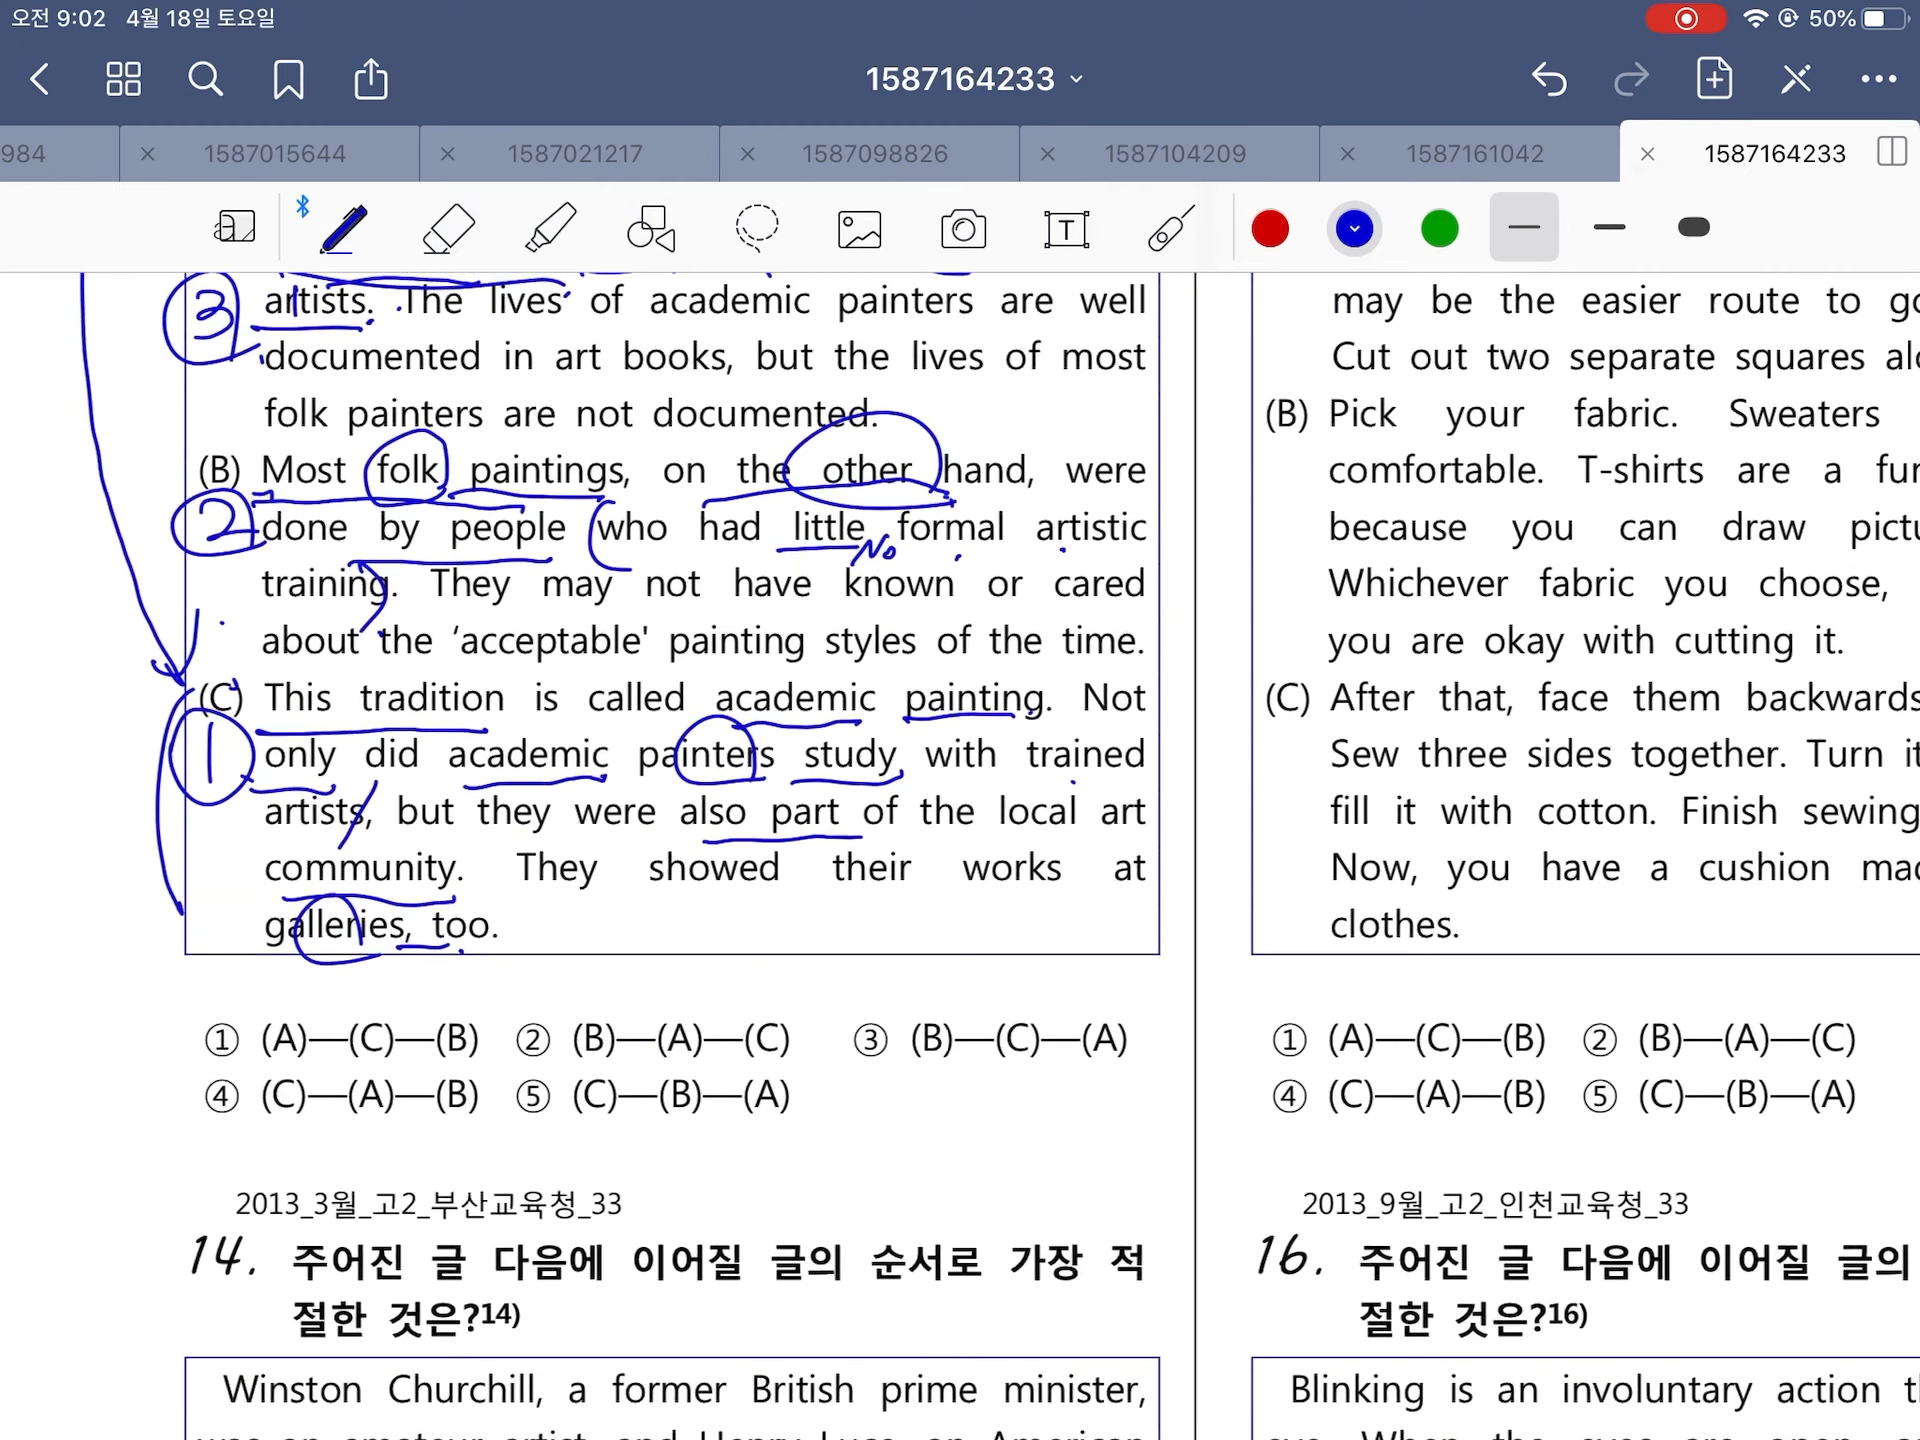 오전 9:02 4월 18일 토요일
50%
1587164233
984
1587015644
1587021217
1587098826
1587104209
1587161042
1587164233
artists. The lives of academic painters are well
documented in art books, but the lives of most
folk painters are not documented.
(B) Most folk paintings, on the other hand, were
done by people who had little formal artistic
training. They may not have known or cared
about the ‘acceptable' painting styles of the time.
(C) This tradition is called academic painting. Not
only did academic painters study with trained
artists, but they were also part of the local art
community. They showed their works at
galleries, too.
3
2
No
1
① (A)—(C)—(B) ② (B)—(A)—(C) ③ (B)—(C)—(A)
④ (C)—(A)—(B) ⑤ (C)—(B)—(A)
2013_3월_고2_부산교육청_33
14. 주어진 글 다음에 이어질 글의 순서로 가장 적
절한 것은?14)
Winston Churchill, a former British prime minister,
may be the easier route to
Cut out two separate squares
(B) Pick your fabric. Sweaters
comfortable. T-shirts are a
because you can draw
Whichever fabric you choose,
you are okay with cutting it.
(C) After that, face them backwards
Sew three sides together. Turn
fill it with cotton. Finish sewing
Now, you have a cushion
clothes.
① (A)—(C)—(B) ② (B)—(A)—(C)
④ (C)—(A)—(B) ⑤ (C)—(B)—(A)
2013_9월_고2_인천교육청_33
16. 주어진 글 다음에 이어질 글의
절한 것은?16)
Blinking is an involuntary action